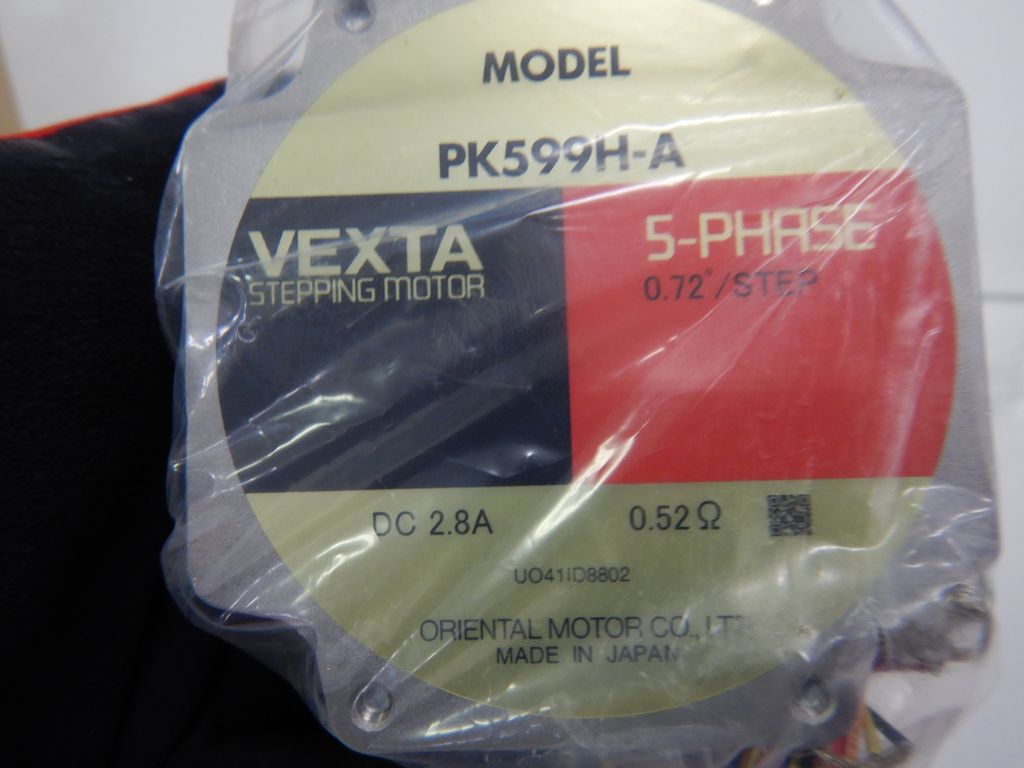 MODEL
PK599H-A
VEXTA
STEPPING MOTOR
5-PHASE
0.72°/STEP
DC 2.8A 0.52Ω
ORIENTAL MOTOR CO.,
MADE IN JAPAN